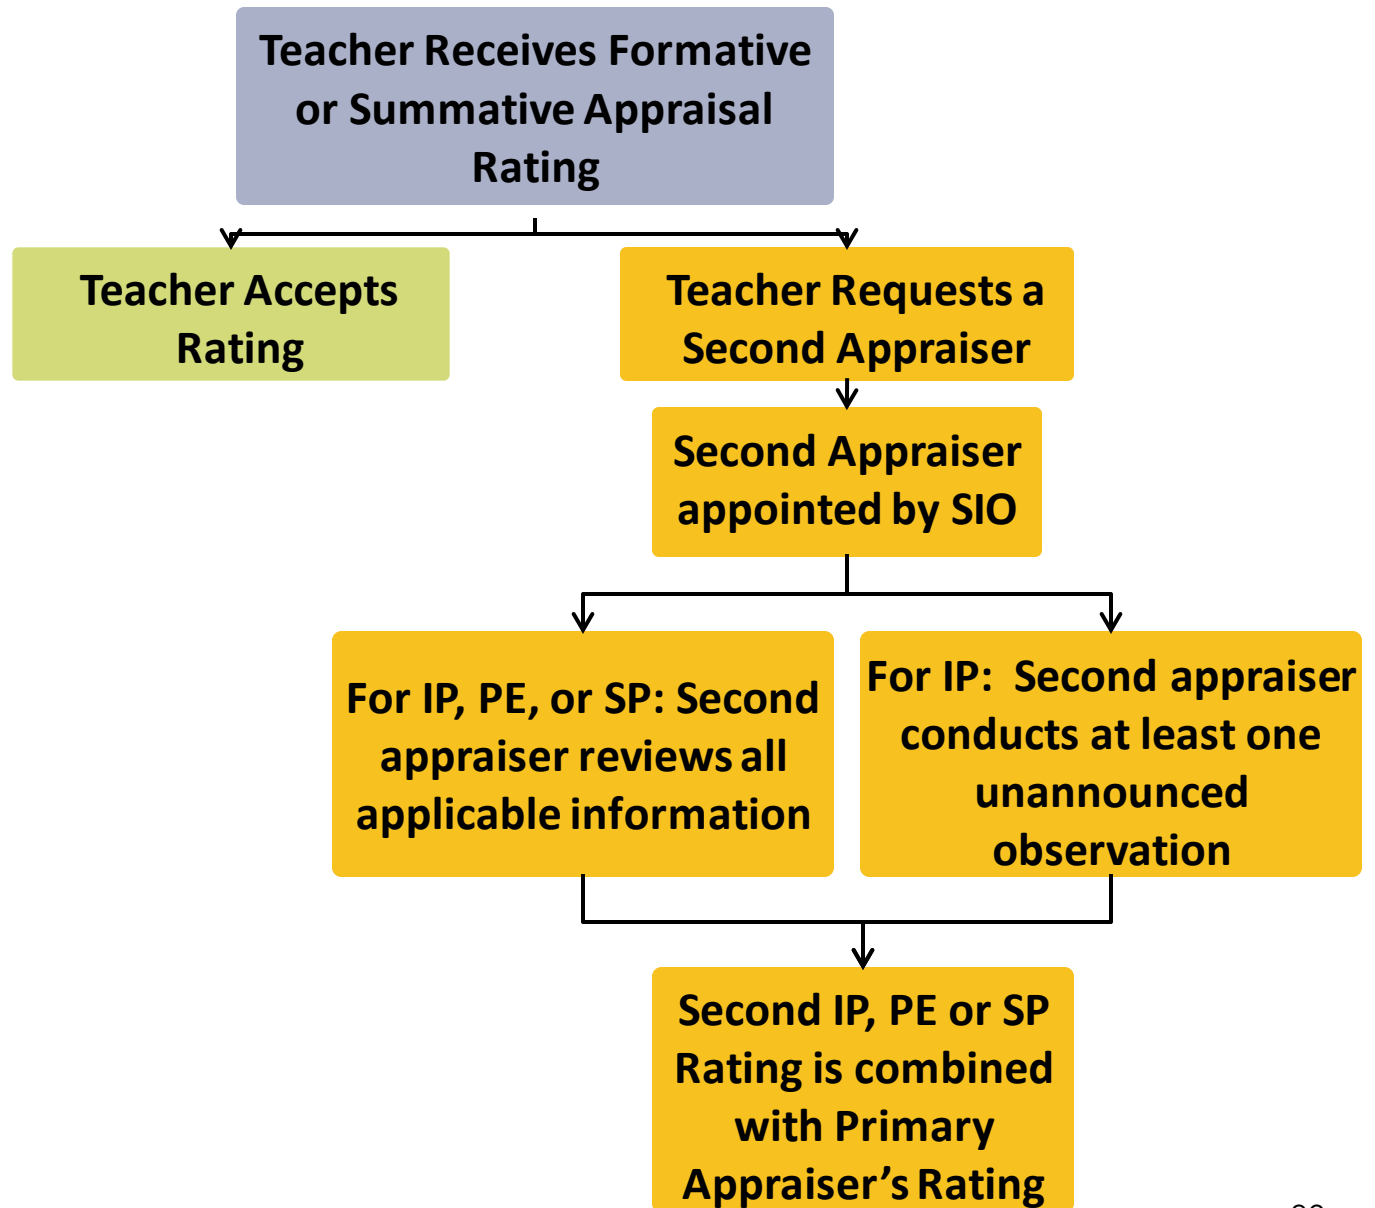 Teacher Receives Formative
or Summative Appraisal
Rating
Teacher Accepts
Rating
Teacher Requests a
Second Appraiser
Second Appraiser
appointed by SIO
For IP, PE, or SP: Second
appraiser reviews all
applicable information
For IP:  Second appraiser
conducts at least one
unannounced
observation
Second IP, PE or SP
Rating is combined
with Primary
Appraiser’s Rating